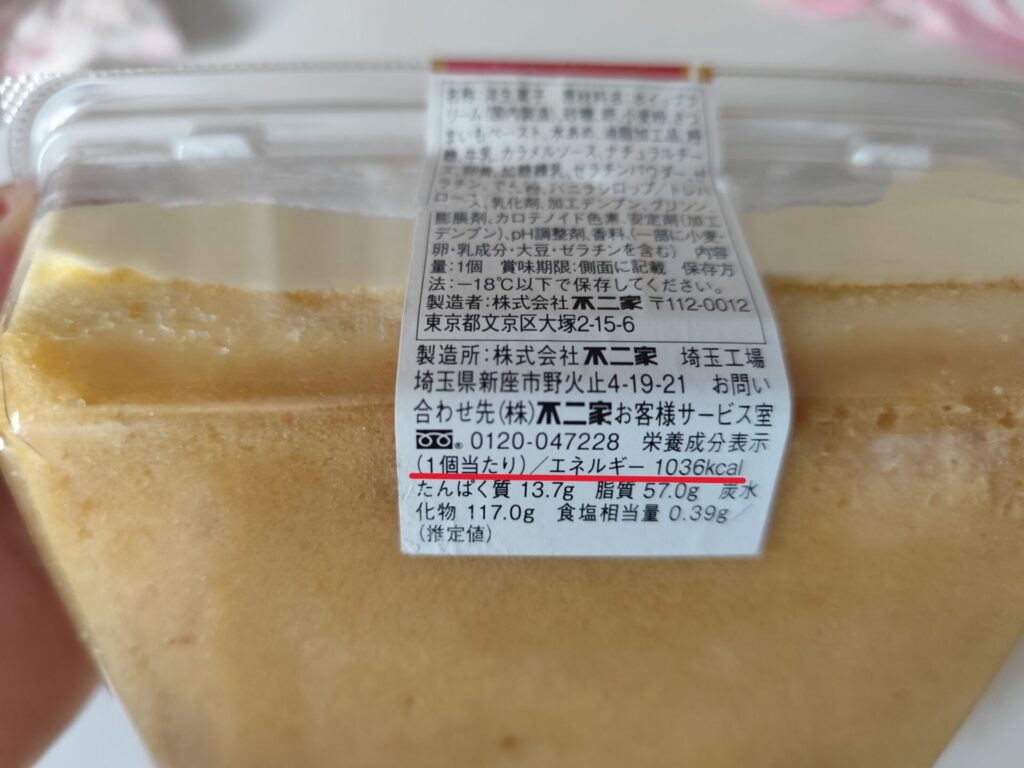 名称:洋生菓子 原材料名:ホイップク
リーム(国内製造)、砂糖、卵、小麦粉、さつ
まいもペースト、水あめ、油脂加工品、
糖、牛乳、カラメルソース、ナチュラルチー
ズ、 加糖練乳、ゼラチンパウダー、ゼ
ラチン、でん粉、バニラシロップ/トレハ
ロース、乳化剤、加工デンプン、グリシン、
膨脹剤、カロテノイド色素、安定剤(加工
デンプン)、pH調整剤、香料、(一部に小麦・
卵・乳成分・大豆・ゼラチンを含む) 内容
量:1個 賞味期限:側面に記載 保存方
法:−18℃以下で保存してください。
製造者:株式会社不二家 〒112-0012
東京都文京区大塚2-15-6
製造所:株式会社不二家 埼玉工場
埼玉県新座市野火止4-19-21 お問い
合わせ先(株)不二家お客様サービス室
0120-047228 栄養成分表示
(1個当たり)/エネルギー 1036kcal
たんぱく質 13.7g 脂質 57.0g 炭水
化物 117.0g 食塩相当量 0.39g
(推定値)